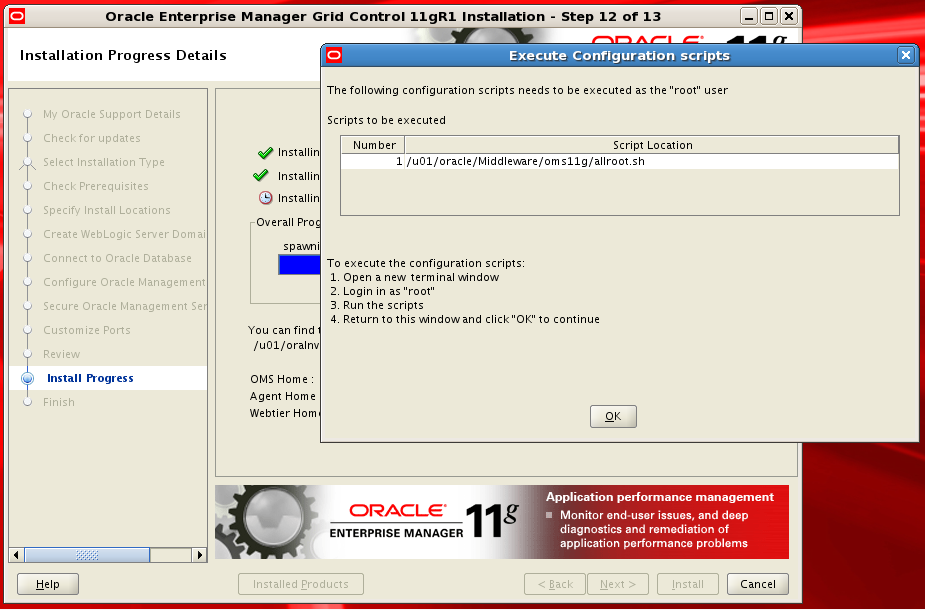 Oracle Enterprise Manager Grid Control 11gR1 Installation - Step 12 of 13
Installation Progress Details
My Oracle Support Details
Check for updates
Select Installation Type
Check Prerequisites
Specify Install Locations
Create WebLogic Server Domai
Connect to Oracle Database
Configure Oracle Management
Secure Oracle Management Ser
Customize Ports
Review
Install Progress
Finish
Installin
Installin
Installin
Overall Prog
spawni
You can find t
/u01/oraInv
OMS Home :
Agent Home
Webtier Home
Execute Configuration scripts
The following configuration scripts needs to be executed as the "root" user
Scripts to be executed
Number Script Location
1 /u01/oracle/Middleware/oms11g/allroot.sh
To execute the configuration scripts:
1. Open a new terminal window
2. Login in as "root"
3. Run the scripts
4. Return to this window and click "OK" to continue
OK
ORACLE
ENTERPRISE MANAGER 11g
Application performance management
Monitor end-user issues, and deep
diagnostics and remediation of
application performance problems
Help Installed Products < Back Next > Install Cancel